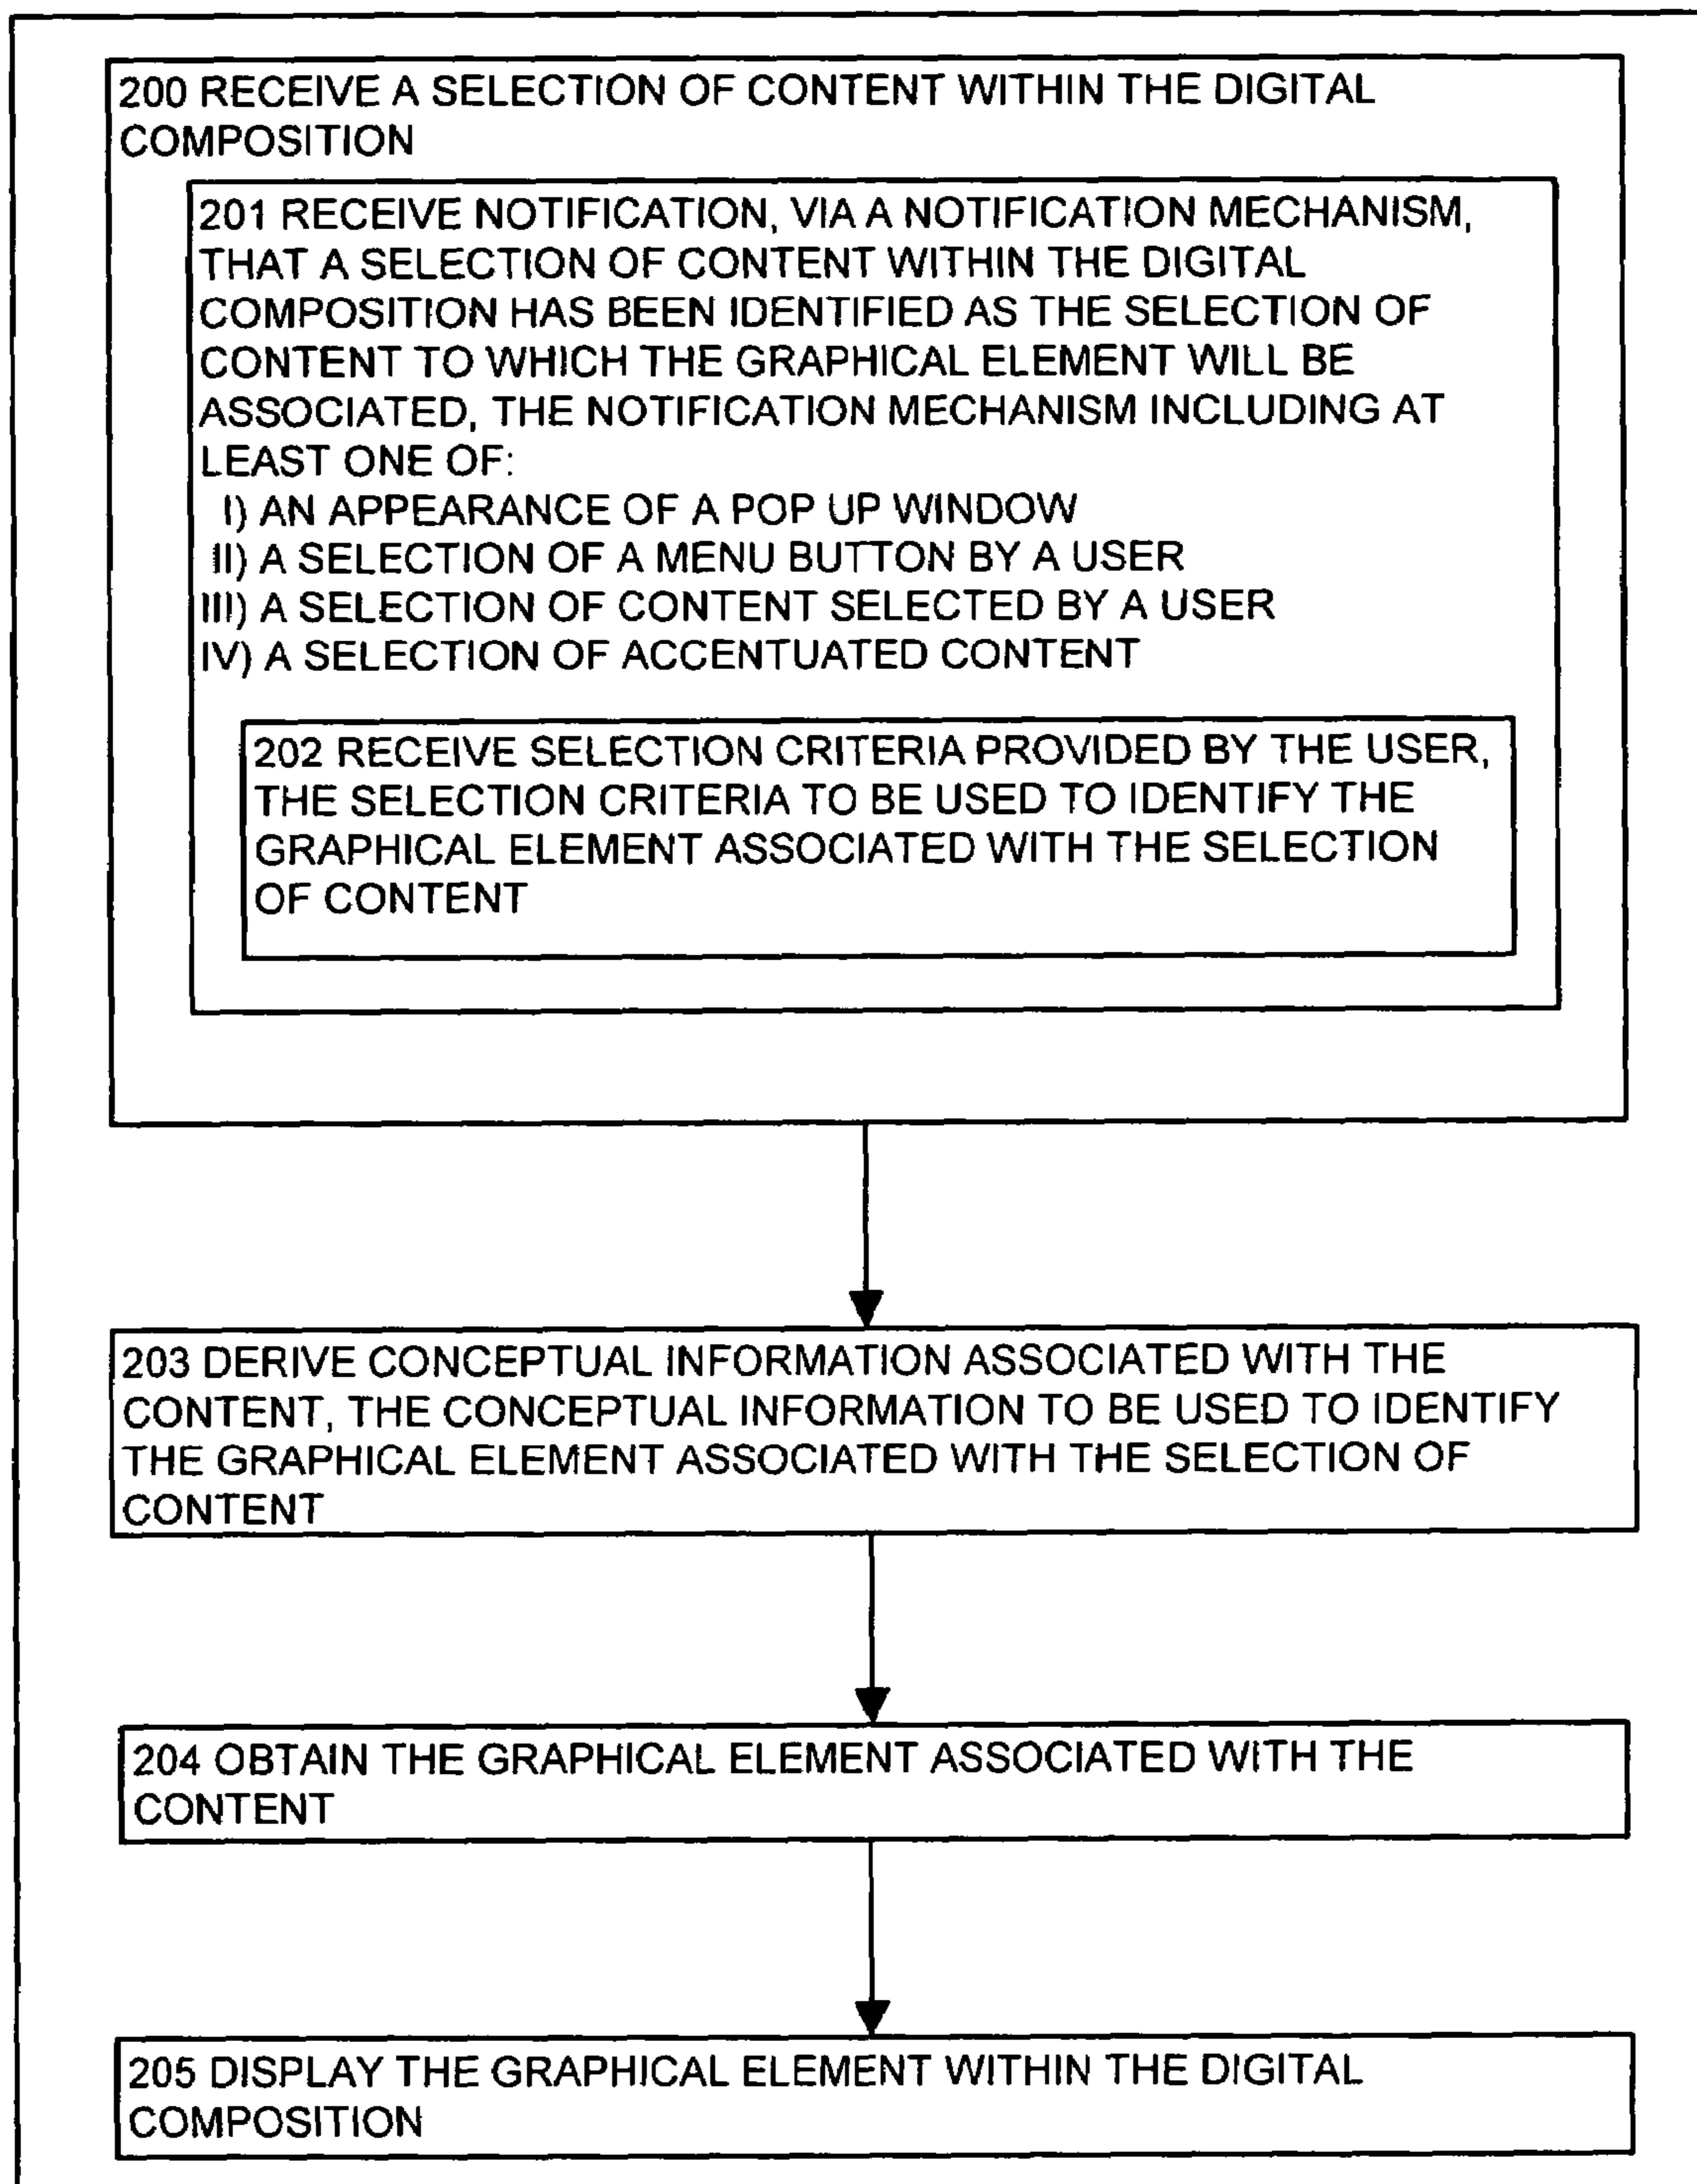 200 RECEIVE A SELECTION OF CONTENT WITHIN THE DIGITAL
COMPOSITION
201 RECEIVE NOTIFICATION, VIA A NOTIFICATION MECHANISM,
THAT A SELECTION OF CONTENT WITHIN THE DIGITAL
COMPOSITION HAS BEEN IDENTIFIED AS THE SELECTION OF
CONTENT TO WHICH THE GRAPHICAL ELEMENT WILL BE
ASSOCIATED, THE NOTIFICATION MECHANISM INCLUDING AT
LEAST ONE OF:
I) AN APPEARANCE OF A POP UP WINDOW
II) A SELECTION OF A MENU BUTTON BY A USER
III) A SELECTION OF CONTENT SELECTED BY A USER
IV) A SELECTION OF ACCENTUATED CONTENT
202 RECEIVE SELECTION CRITERIA PROVIDED BY THE USER,
THE SELECTION CRITERIA TO BE USED TO IDENTIFY THE
GRAPHICAL ELEMENT ASSOCIATED WITH THE SELECTION
OF CONTENT
203 DERIVE CONCEPTUAL INFORMATION ASSOCIATED WITH THE
CONTENT, THE CONCEPTUAL INFORMATION TO BE USED TO IDENTIFY
THE GRAPHICAL ELEMENT ASSOCIATED WITH THE SELECTION OF
CONTENT
204 OBTAIN THE GRAPHICAL ELEMENT ASSOCIATED WITH THE
CONTENT
205 DISPLAY THE GRAPHICAL ELEMENT WITHIN THE DIGITAL
COMPOSITION